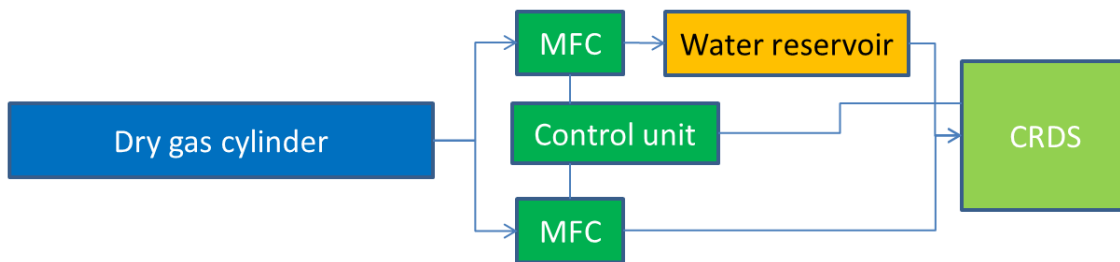 MFC
Water reservoir
Dry gas cylinder
Control unit
CRDS
MFC